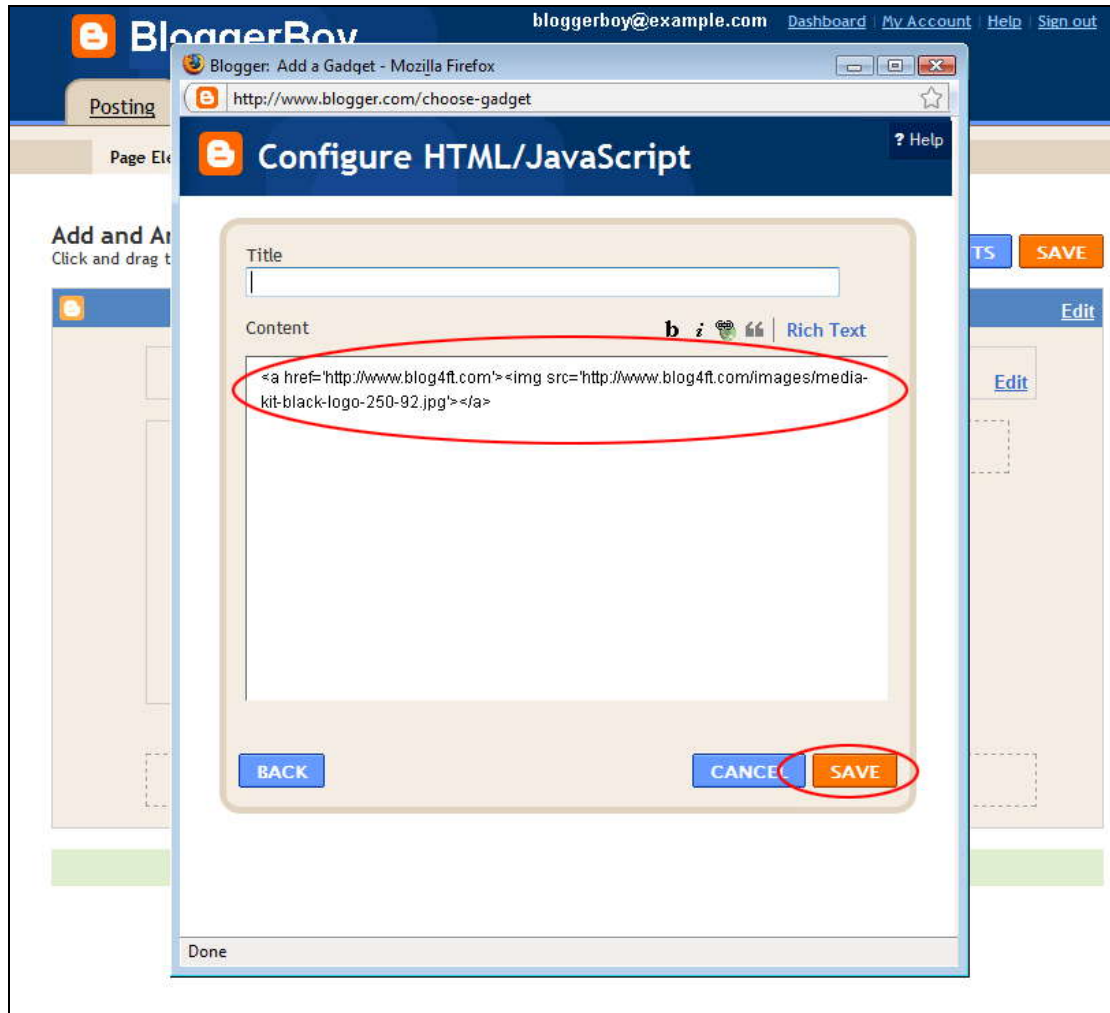 bloggerboy@example.com Dashboard | My Account | Help | Sign out
BloggerBoy
Blogger: Add a Gadget - Mozilla Firefox
http://www.blogger.com/choose-gadget
Posting
? Help
Configure HTML/JavaScript
Page Ele
Add and Ar
Click and drag t
TS SAVE
Title
Edit
Content b i Rich Text
<a href='http://www.blog4ft.com'><img src='http://www.blog4ft.com/images/media-
kit-black-logo-250-92.jpg'></a>
Edit
BACK CANCEL SAVE
Done